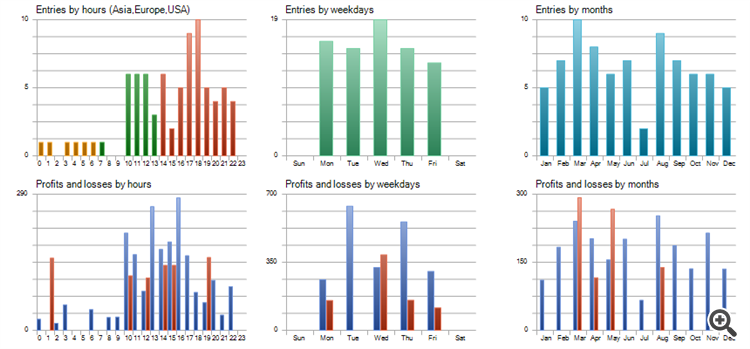 Entries by hours (Asia,Europe,USA)
Entries by weekdays
Entries by months
10
5
0
0 1 2 3 4 5 6 7 8 9 10 11 12 13 14 15 16 17 18 19 20 21 22 23
19
0
Sun Mon Tue Wed Thu Fri Sat
10
5
0
Jan Feb Mar Apr May Jun Jul Aug Sep Oct Nov Dec
Profits and losses by hours
Profits and losses by weekdays
Profits and losses by months
290
0
0 1 2 3 4 5 6 7 8 9 10 11 12 13 14 15 16 17 18 19 20 21 22 23
700
350
0
Sun Mon Tue Wed Thu Fri Sat
300
150
0
Jan Feb Mar Apr May Jun Jul Aug Sep Oct Nov Dec